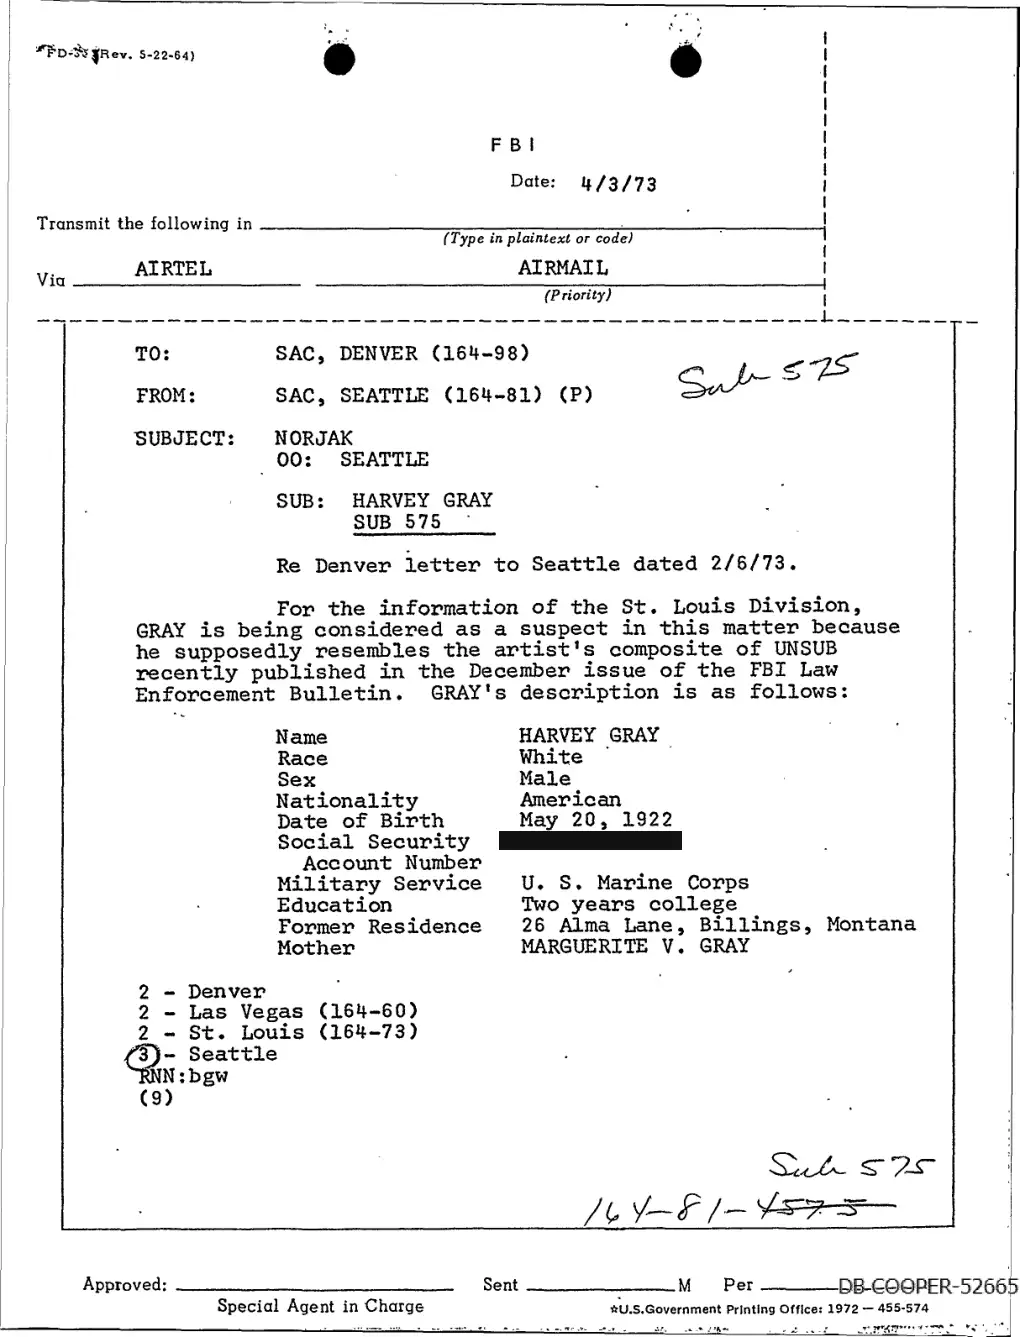 (Rev. 5-22-64)
F B I
Date: 4/3/73
Transmit the following in
(Type in plaintext or code)
Via AIRTEL AIRMAIL
(Priority)
TO: SAC, DENVER (164-98)
Sub 575
FROM: SAC, SEATTLE (164-81) (P)
SUBJECT: NORJAK
OO: SEATTLE
SUB: HARVEY GRAY
SUB 575
Re Denver letter to Seattle dated 2/6/73.
For the information of the St. Louis Division,
GRAY is being considered as a suspect in this matter because
he supposedly resembles the artist's composite of UNSUB
recently published in the December issue of the FBI Law
Enforcement Bulletin. GRAY's description is as follows:
Name HARVEY GRAY
Race White
Sex Male
Nationality American
Date of Birth May 20, 1922
Social Security
Account Number
Military Service U. S. Marine Corps
Education Two years college
Former Residence 26 Alma Lane, Billings, Montana
Mother MARGUERITE V. GRAY
2 - Denver
2 - Las Vegas (164-60)
2 - St. Louis (164-73)
3 - Seattle
RNN:bgw
(9)
Sub 575
164-81-
Approved: Sent M Per
DB-COOPER-52665
Special Agent in Charge
☆U.S.Government Printing Office: 1972 — 455-574